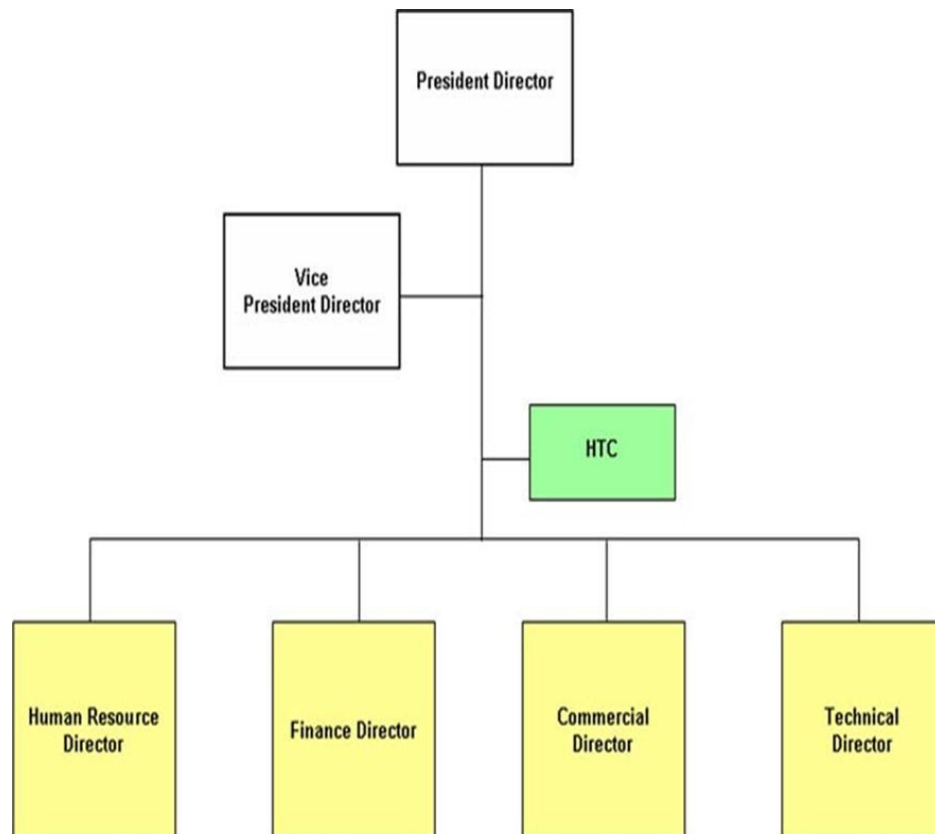 President Director
Vice
President Director
HTC
Human Resource
Director
Finance Director
Commercial
Director
Technical
Director